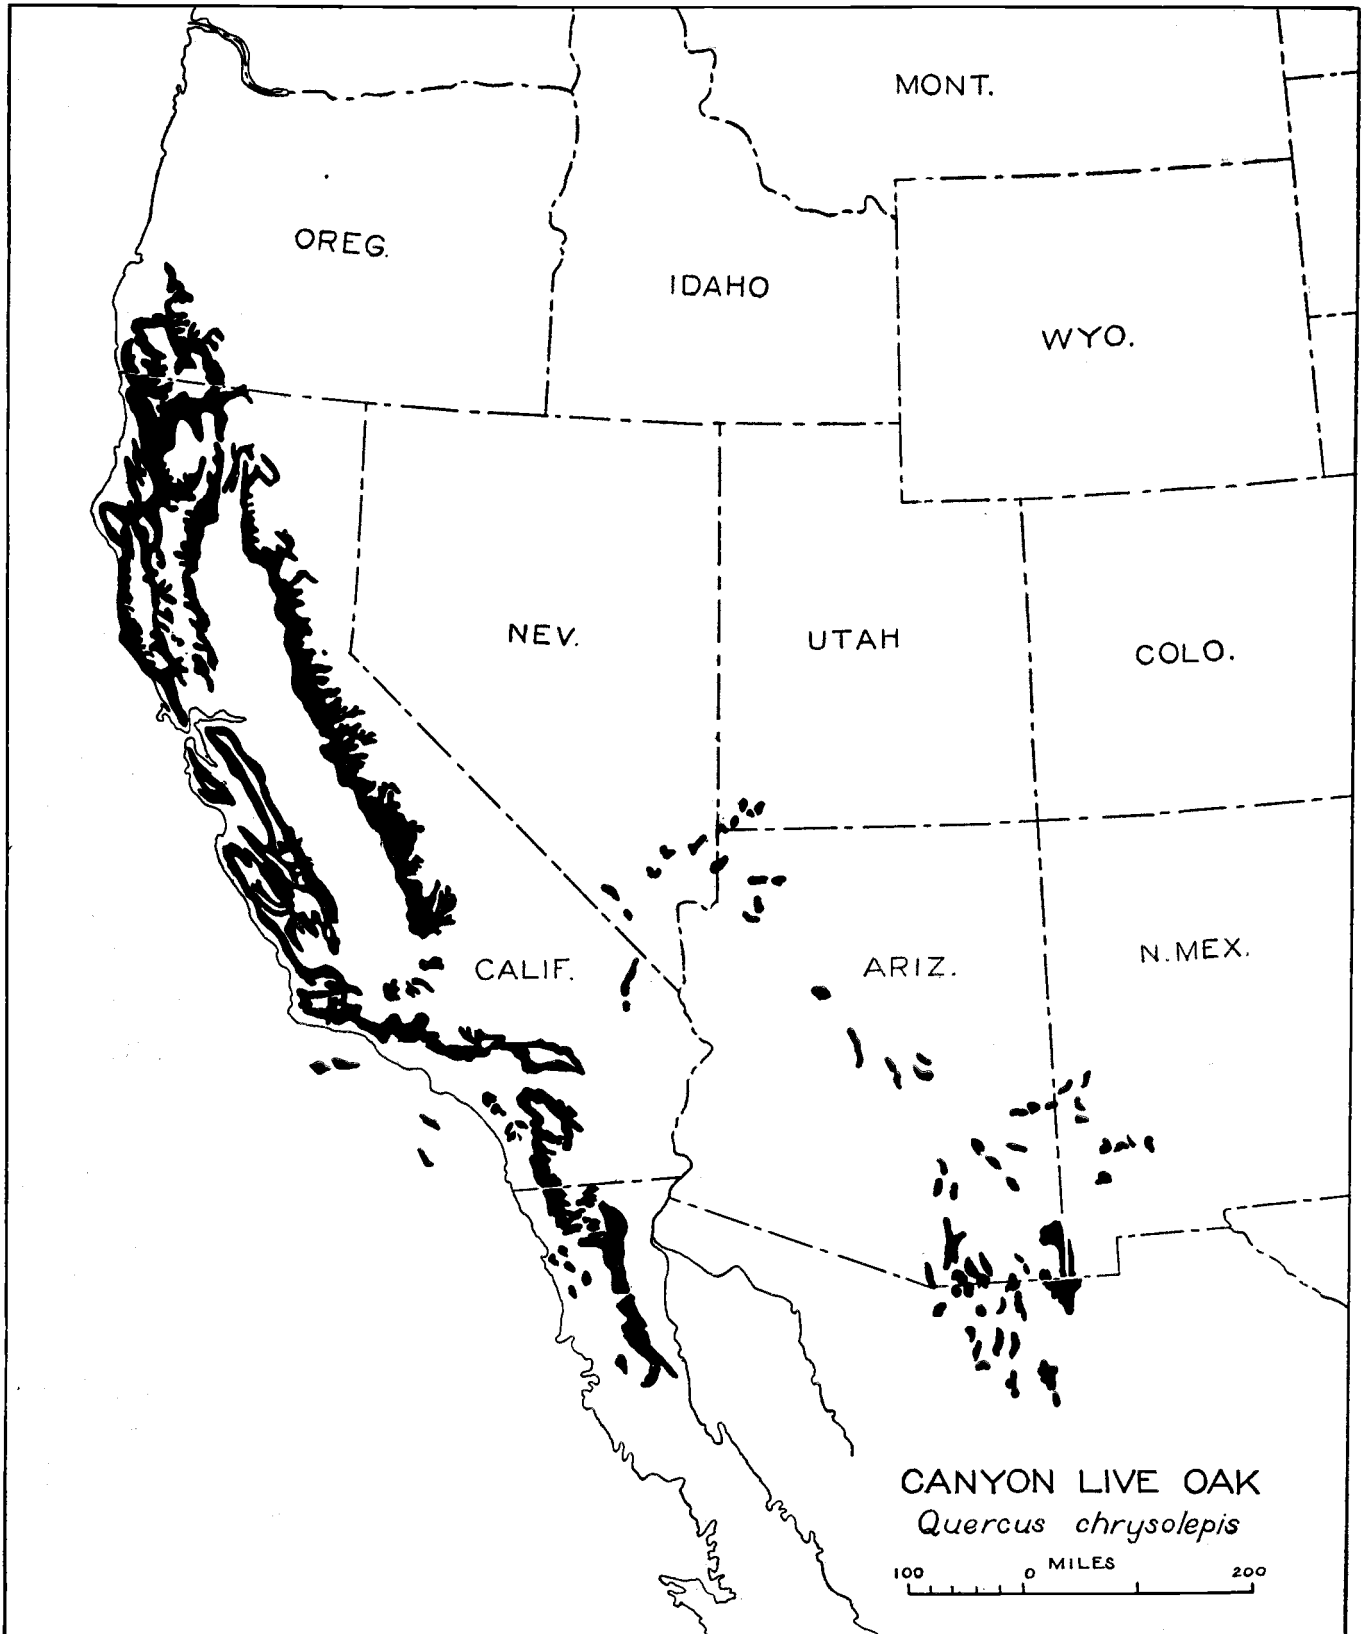 MONT.
OREG.
IDAHO
WYO.
NEV.
UTAH
COLO.
CALIF.
ARIZ.
N.MEX.
CANYON LIVE OAK
Quercus chrysolepis
MILES
100 0 200